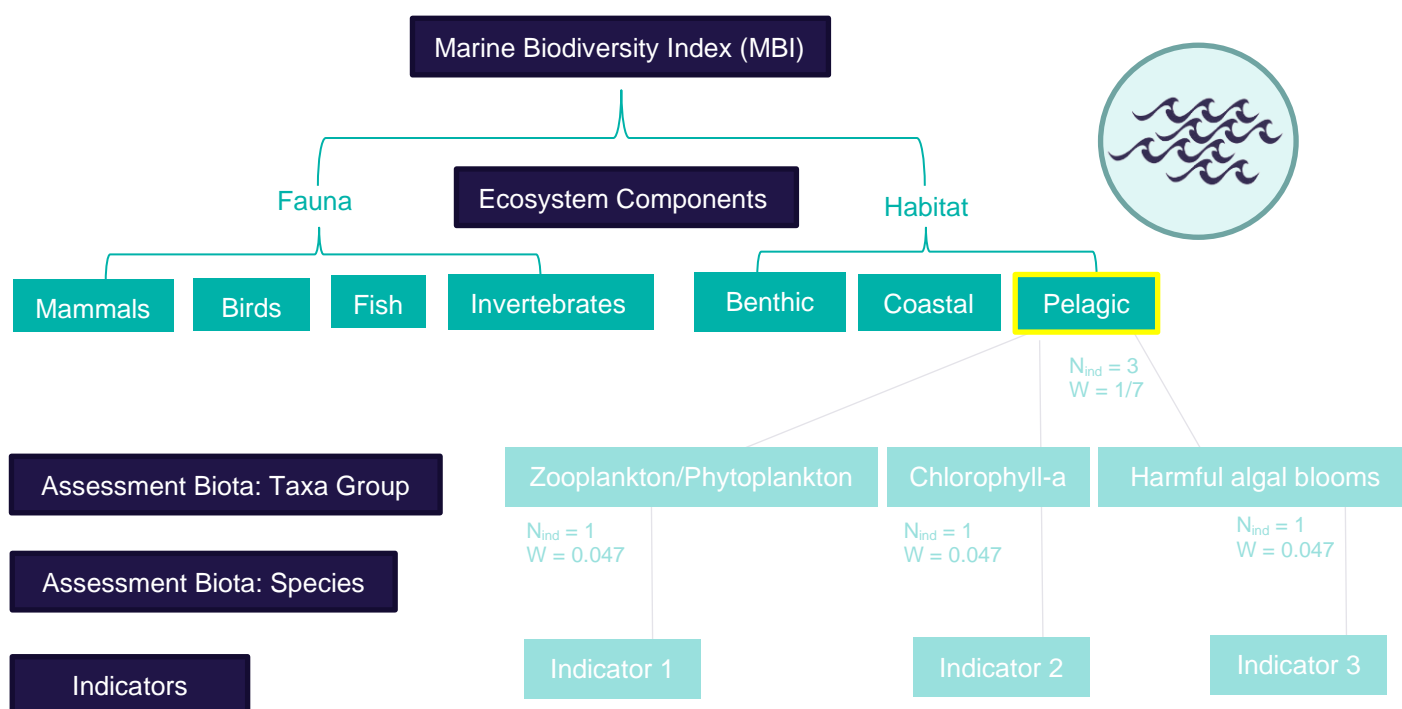 Marine Biodiversity Index (MBI)
Ecosystem Components
Fauna
Habitat
Mammals
Birds
Fish
Invertebrates
Benthic
Coastal
Pelagic
Nind = 3
W = 1/7
Assessment Biota: Taxa Group
Zooplankton/Phytoplankton
Chlorophyll-a
Harmful algal blooms
Nind = 1
W = 0.047
Nind = 1
W = 0.047
Nind = 1
W = 0.047
Assessment Biota: Species
Indicators
Indicator 1
Indicator 2
Indicator 3